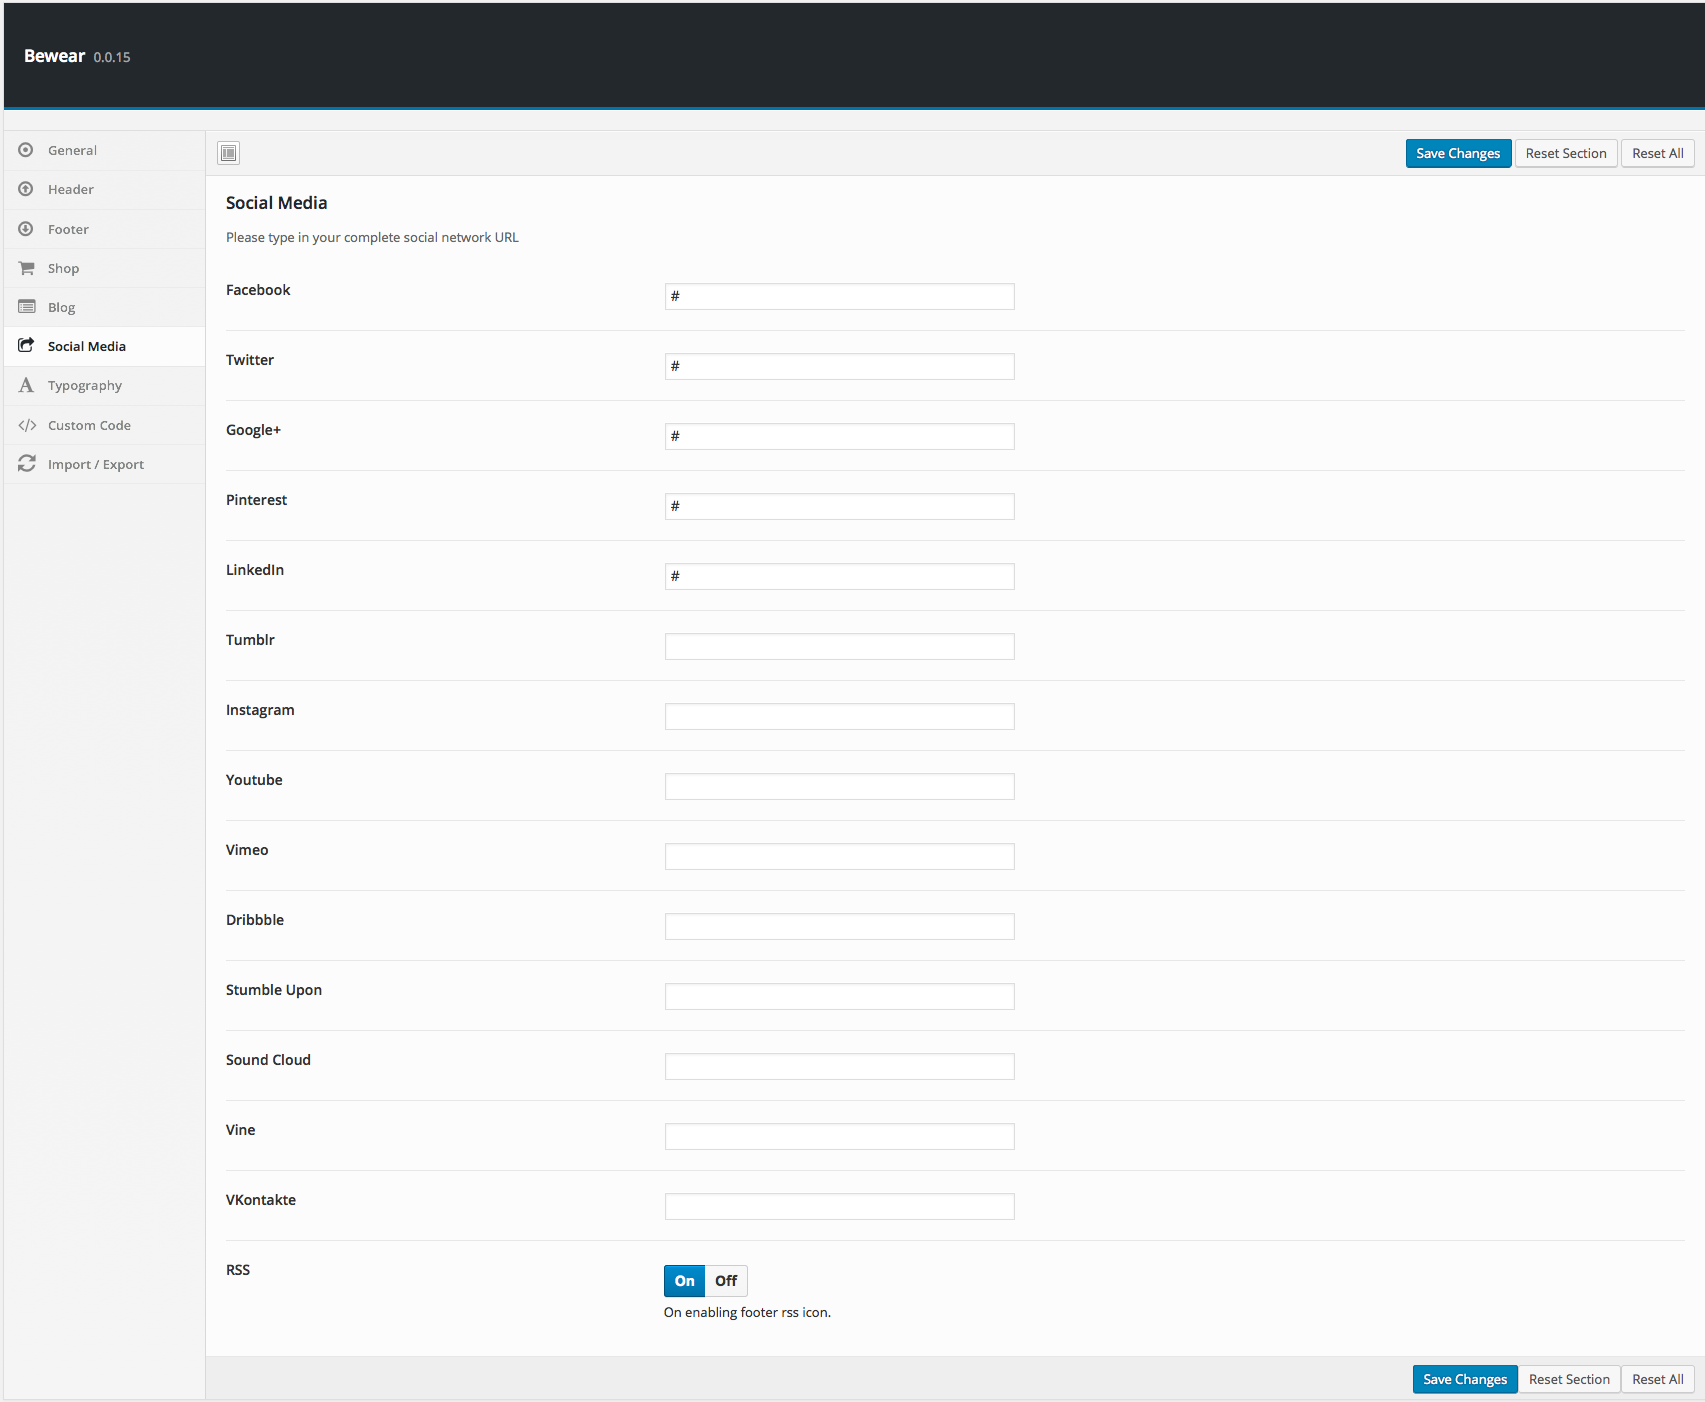 Bewear 0.0.15
General
Header
Footer
Shop
Blog
Social Media
Typography
Custom Code
Import / Export
Save Changes
Reset Section
Reset All
Social Media
Please type in your complete social network URL
Facebook
#
Twitter
#
Google+
#
Pinterest
#
LinkedIn
#
Tumblr
Instagram
Youtube
Vimeo
Dribbble
Stumble Upon
Sound Cloud
Vine
VKontakte
RSS
On Off
On enabling footer rss icon.
Save Changes
Reset Section
Reset All